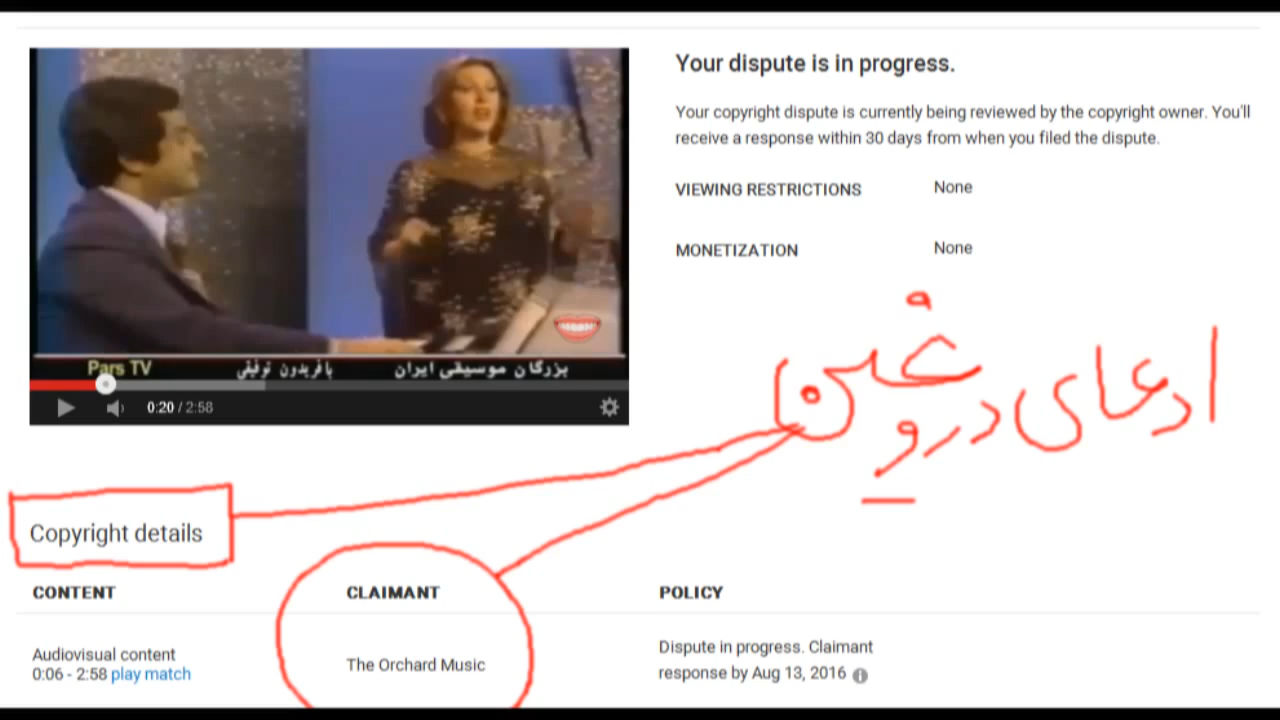 Your dispute is in progress.
Your copyright dispute is currently being reviewed by the copyright owner. You'll
receive a response within 30 days from when you filed the dispute.
VIEWING RESTRICTIONS None
MONETIZATION None
Pars TV
بزرگان موسیقی ایران
با فریدون توفیقی
0:20 / 2:58
ادعای دروغین
Copyright details
CONTENT CLAIMANT POLICY
Audiovisual content
0:06 - 2:58 play match
The Orchard Music
Dispute in progress. Claimant
response by Aug 13, 2016